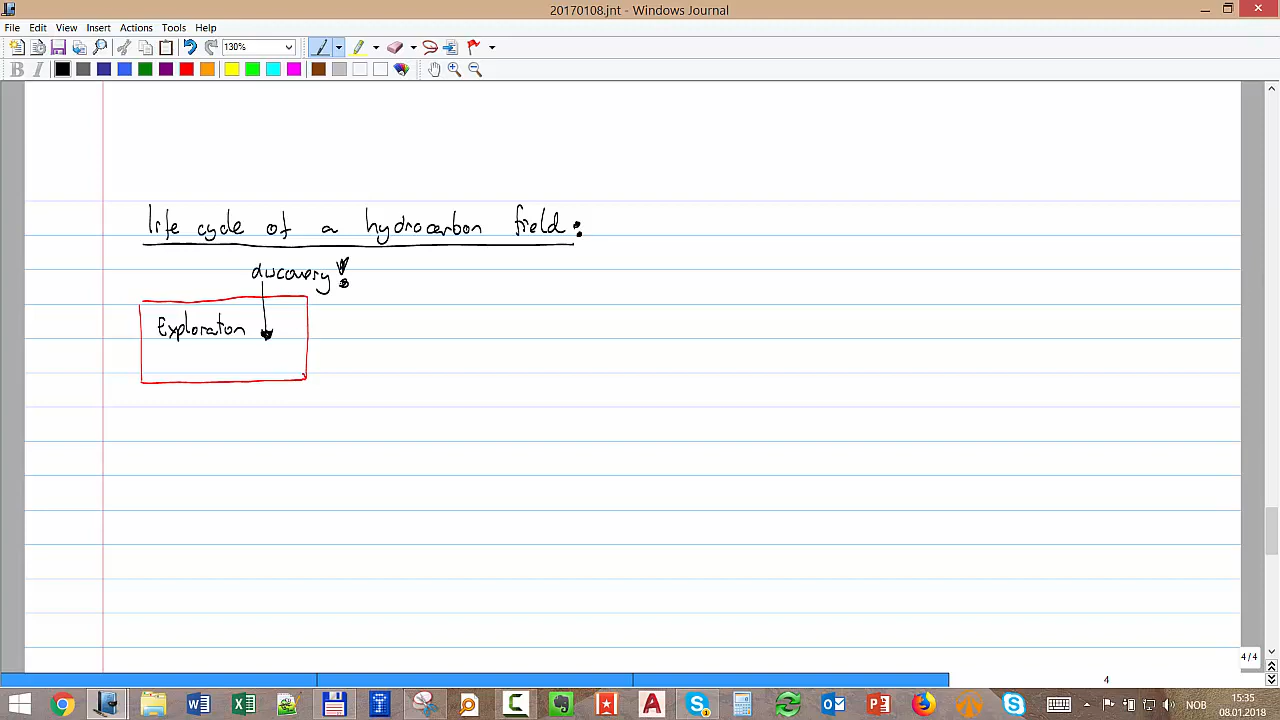 20170108.jnt - Windows Journal
File Edit View Insert Actions Tools Help
130%
B I
life cycle of a hydrocarbon field:
discovery!
Exploration
4/4
4
NOB
15:35
08.01.2018